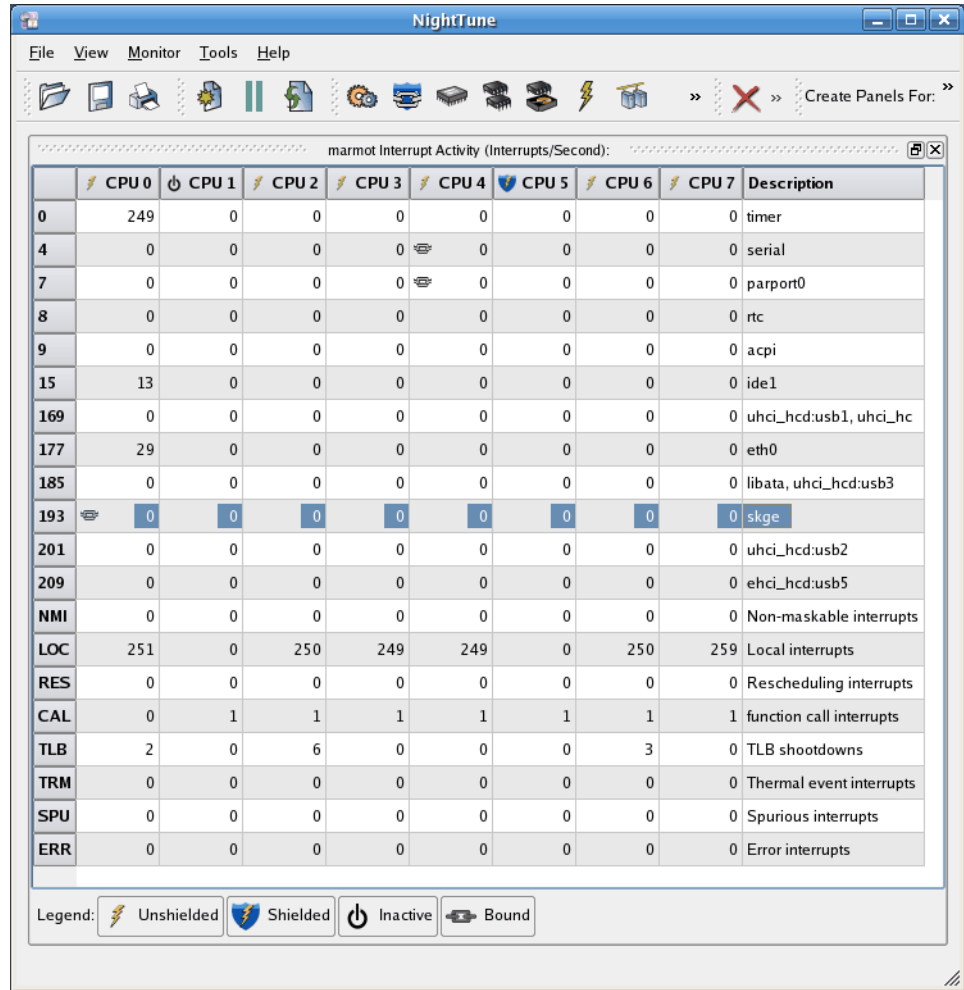 NightTune
File View Monitor Tools Help
» » Create Panels For: »
marmot Interrupt Activity (Interrupts/Second):
CPU 0 CPU 1 CPU 2 CPU 3 CPU 4 CPU 5 CPU 6 CPU 7 Description
0 249 0 0 0 0 0 0 0 timer
4 0 0 0 0 0 0 0 0 serial
7 0 0 0 0 0 0 0 0 parport0
8 0 0 0 0 0 0 0 0 rtc
9 0 0 0 0 0 0 0 0 acpi
15 13 0 0 0 0 0 0 0 ide1
169 0 0 0 0 0 0 0 0 uhci_hcd:usb1, uhci_hc
177 29 0 0 0 0 0 0 0 eth0
185 0 0 0 0 0 0 0 0 libata, uhci_hcd:usb3
193 0 0 0 0 0 0 0 0 skge
201 0 0 0 0 0 0 0 0 uhci_hcd:usb2
209 0 0 0 0 0 0 0 0 ehci_hcd:usb5
NMI 0 0 0 0 0 0 0 0 Non-maskable interrupts
LOC 251 0 250 249 249 0 250 259 Local interrupts
RES 0 0 0 0 0 0 0 0 Rescheduling interrupts
CAL 0 1 1 1 1 1 1 1 function call interrupts
TLB 2 0 6 0 0 0 3 0 TLB shootdowns
TRM 0 0 0 0 0 0 0 0 Thermal event interrupts
SPU 0 0 0 0 0 0 0 0 Spurious interrupts
ERR 0 0 0 0 0 0 0 0 Error interrupts
Legend: Unshielded Shielded Inactive Bound